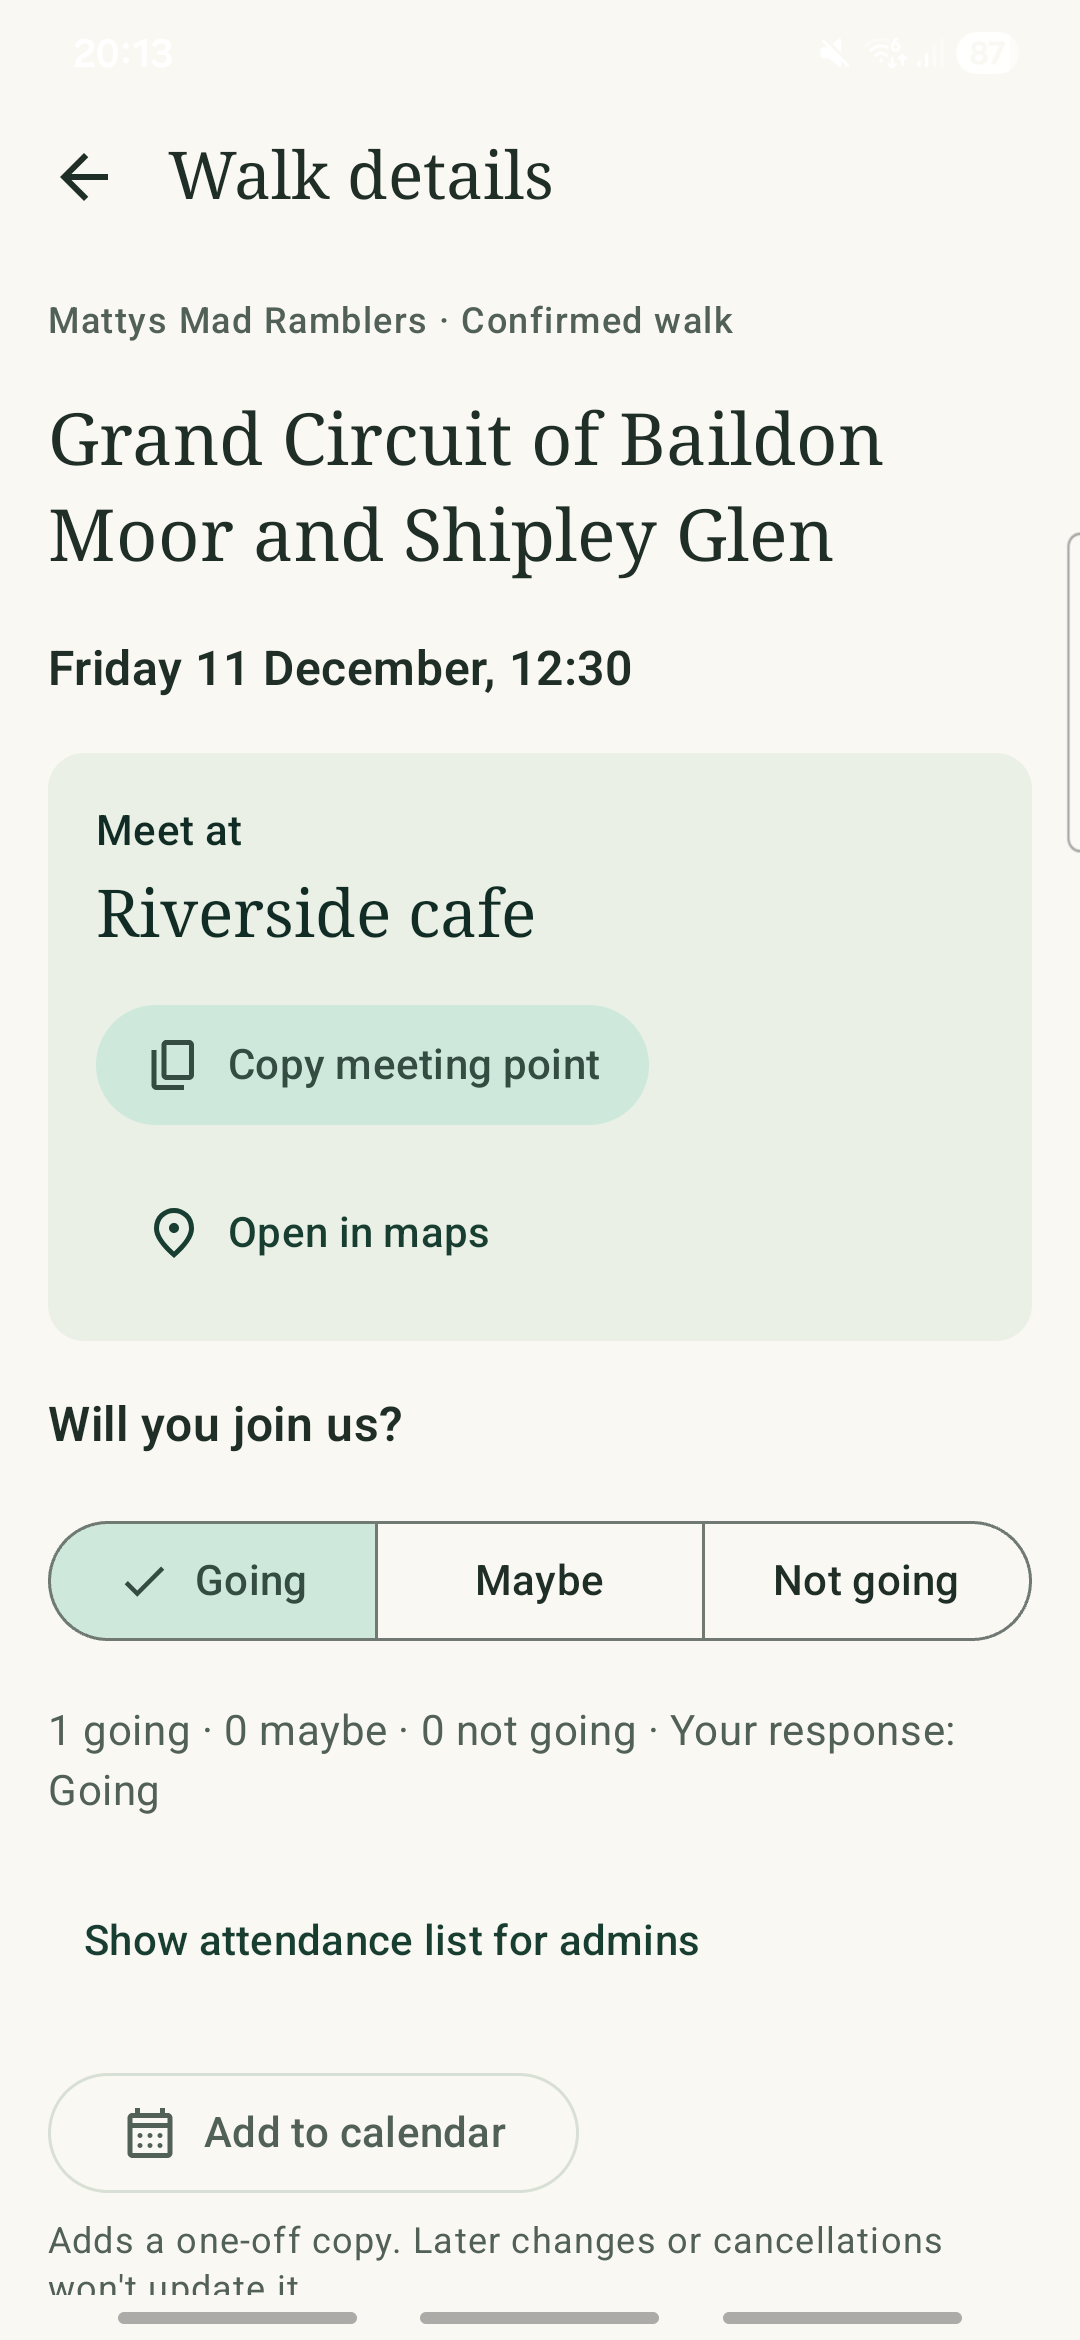 20:13
87
Walk details
Mattys Mad Ramblers · Confirmed walk
Grand Circuit of Baildon
Moor and Shipley Glen
Friday 11 December, 12:30
Meet at
Riverside cafe
Copy meeting point
Open in maps
Will you join us?
Going
Maybe
Not going
1 going · 0 maybe · 0 not going · Your response:
Going
Show attendance list for admins
Add to calendar
Adds a one-off copy. Later changes or cancellations
won't update it